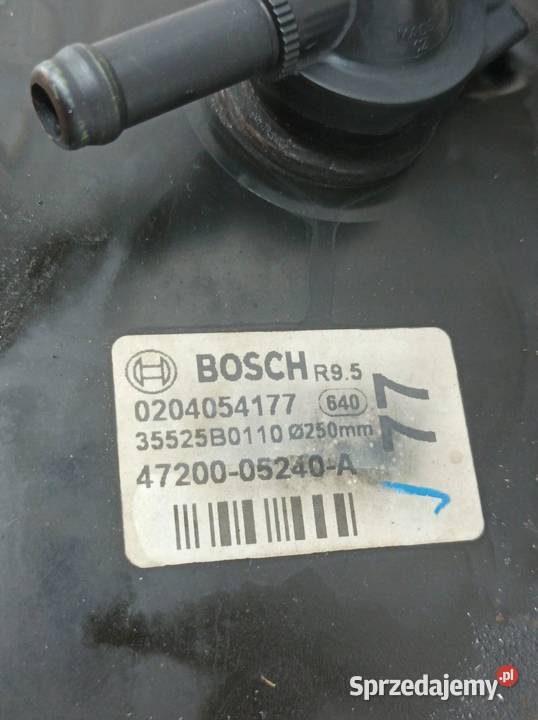 BOSCH R9.5
0204054177 640
35525B0110 Ø250mm
47200-05240-A
77
Sprzedajemy.pl